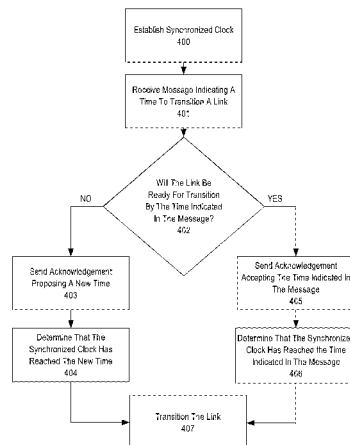 Establish Synchronized Clock
400
Receive Message Indicating A
Time To Transition A Link
401
Will The Link Be
Ready For Transition
By The Time Indicated
In The Message?
402
NO
YES
Send Acknowledgement
Proposing A New Time
403
Send Acknowledgement
Accepting The Time Indicated In
The Message
405
Determine That The
Synchronized Clock Has
Reached The New Time
404
Determine That The Synchronized
Clock Has Reached the Time
Indicated In The Message
406
Transition The Link
407